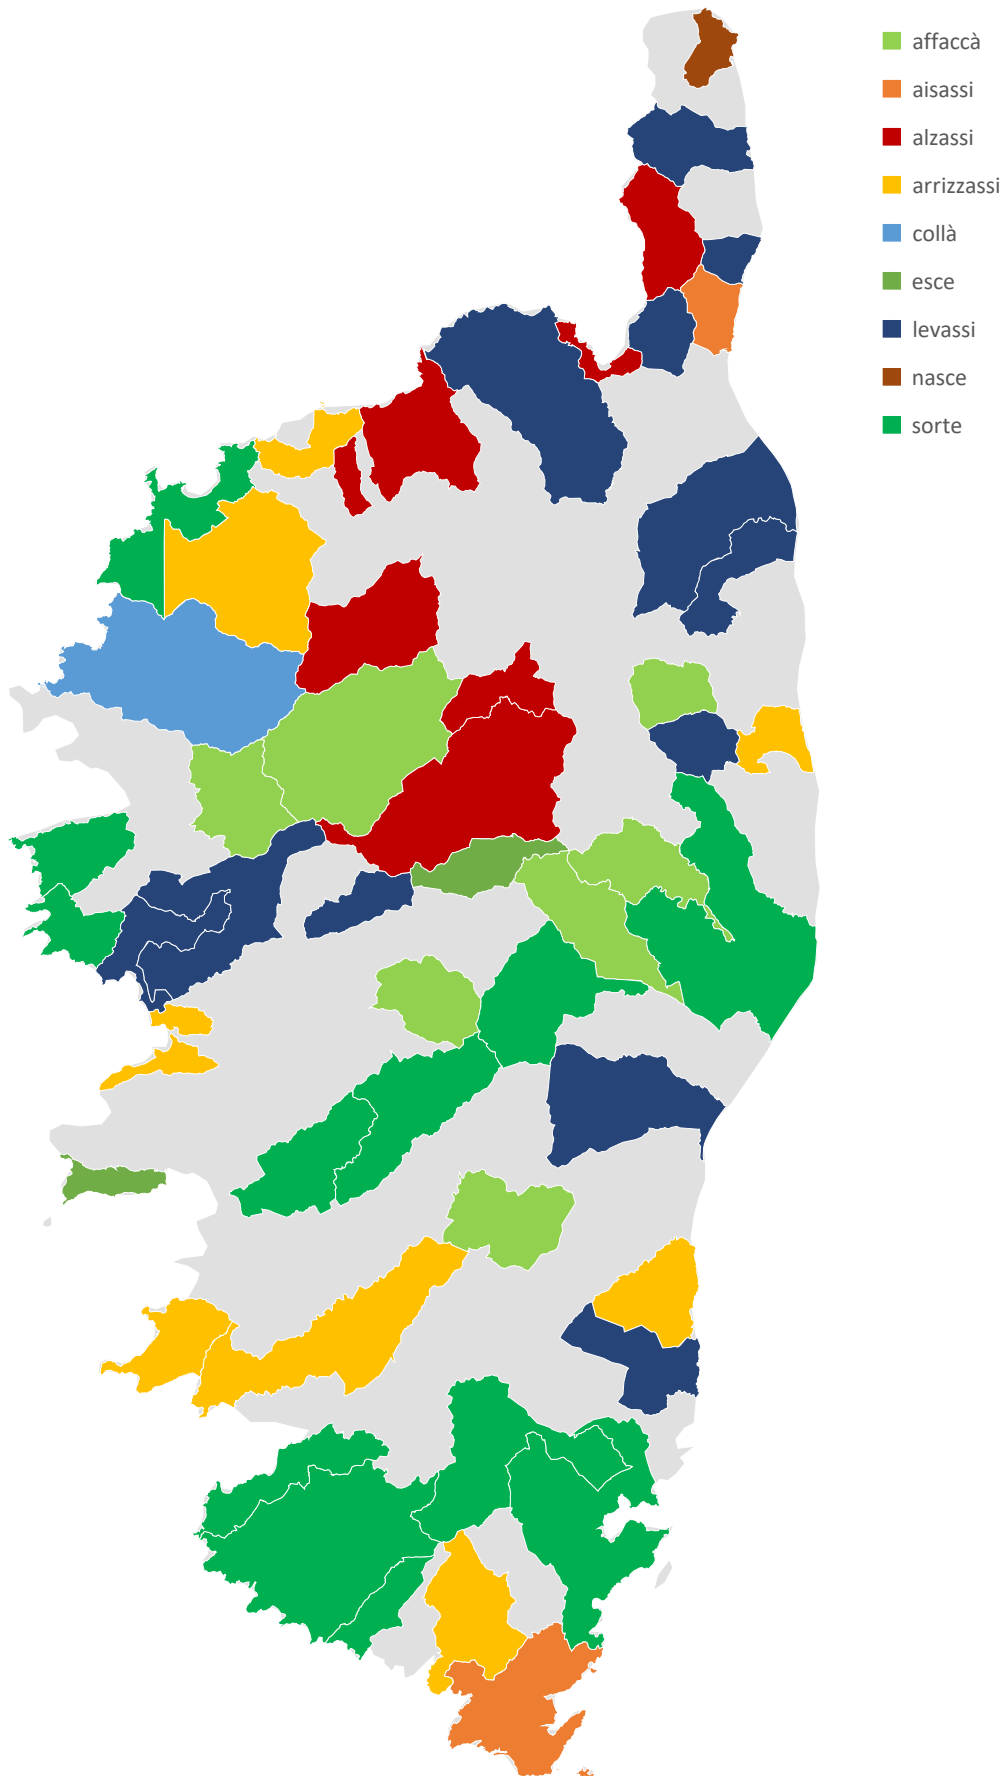 affaccà
aisassi
alzassi
arrizzassi
collà
esce
levassi
nasce
sorte